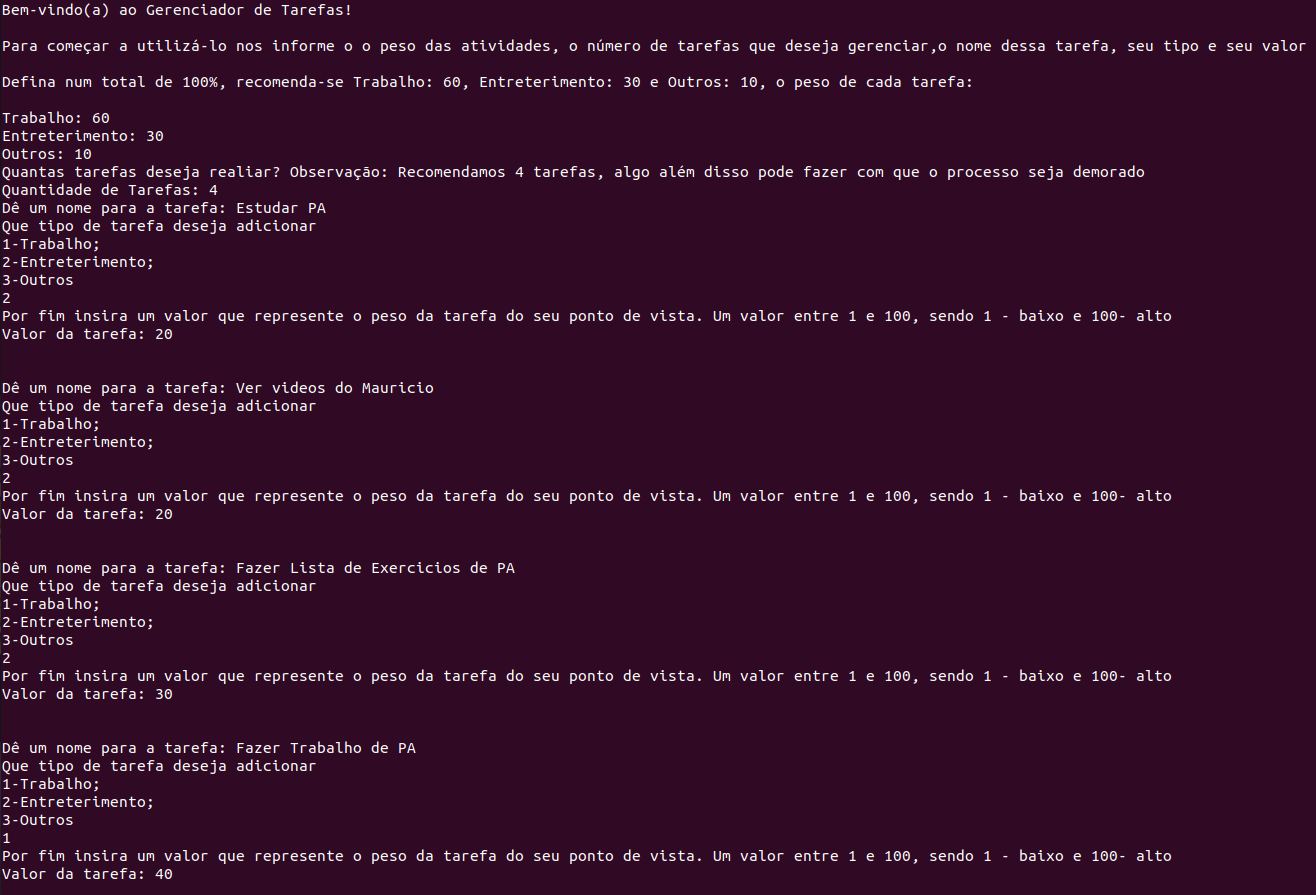 Bem-vindo(a) ao Gerenciador de Tarefas!
Para começar a utilizá-lo nos informe o o peso das atividades, o número de tarefas que deseja gerenciar,o nome dessa tarefa, seu tipo e seu valor
Defina num total de 100%, recomenda-se Trabalho: 60, Entreterimento: 30 e Outros: 10, o peso de cada tarefa:
Trabalho: 60
Entreterimento: 30
Outros: 10
Quantas tarefas deseja realiar? Observação: Recomendamos 4 tarefas, algo além disso pode fazer com que o processo seja demorado
Quantidade de Tarefas: 4
Dê um nome para a tarefa: Estudar PA
Que tipo de tarefa deseja adicionar
1-Trabalho;
2-Entreterimento;
3-Outros
2
Por fim insira um valor que represente o peso da tarefa do seu ponto de vista. Um valor entre 1 e 100, sendo 1 - baixo e 100- alto
Valor da tarefa: 20
Dê um nome para a tarefa: Ver videos do Mauricio
Que tipo de tarefa deseja adicionar
1-Trabalho;
2-Entreterimento;
3-Outros
2
Por fim insira um valor que represente o peso da tarefa do seu ponto de vista. Um valor entre 1 e 100, sendo 1 - baixo e 100- alto
Valor da tarefa: 20
Dê um nome para a tarefa: Fazer Lista de Exercicios de PA
Que tipo de tarefa deseja adicionar
1-Trabalho;
2-Entreterimento;
3-Outros
2
Por fim insira um valor que represente o peso da tarefa do seu ponto de vista. Um valor entre 1 e 100, sendo 1 - baixo e 100- alto
Valor da tarefa: 30
Dê um nome para a tarefa: Fazer Trabalho de PA
Que tipo de tarefa deseja adicionar
1-Trabalho;
2-Entreterimento;
3-Outros
1
Por fim insira um valor que represente o peso da tarefa do seu ponto de vista. Um valor entre 1 e 100, sendo 1 - baixo e 100- alto
Valor da tarefa: 40